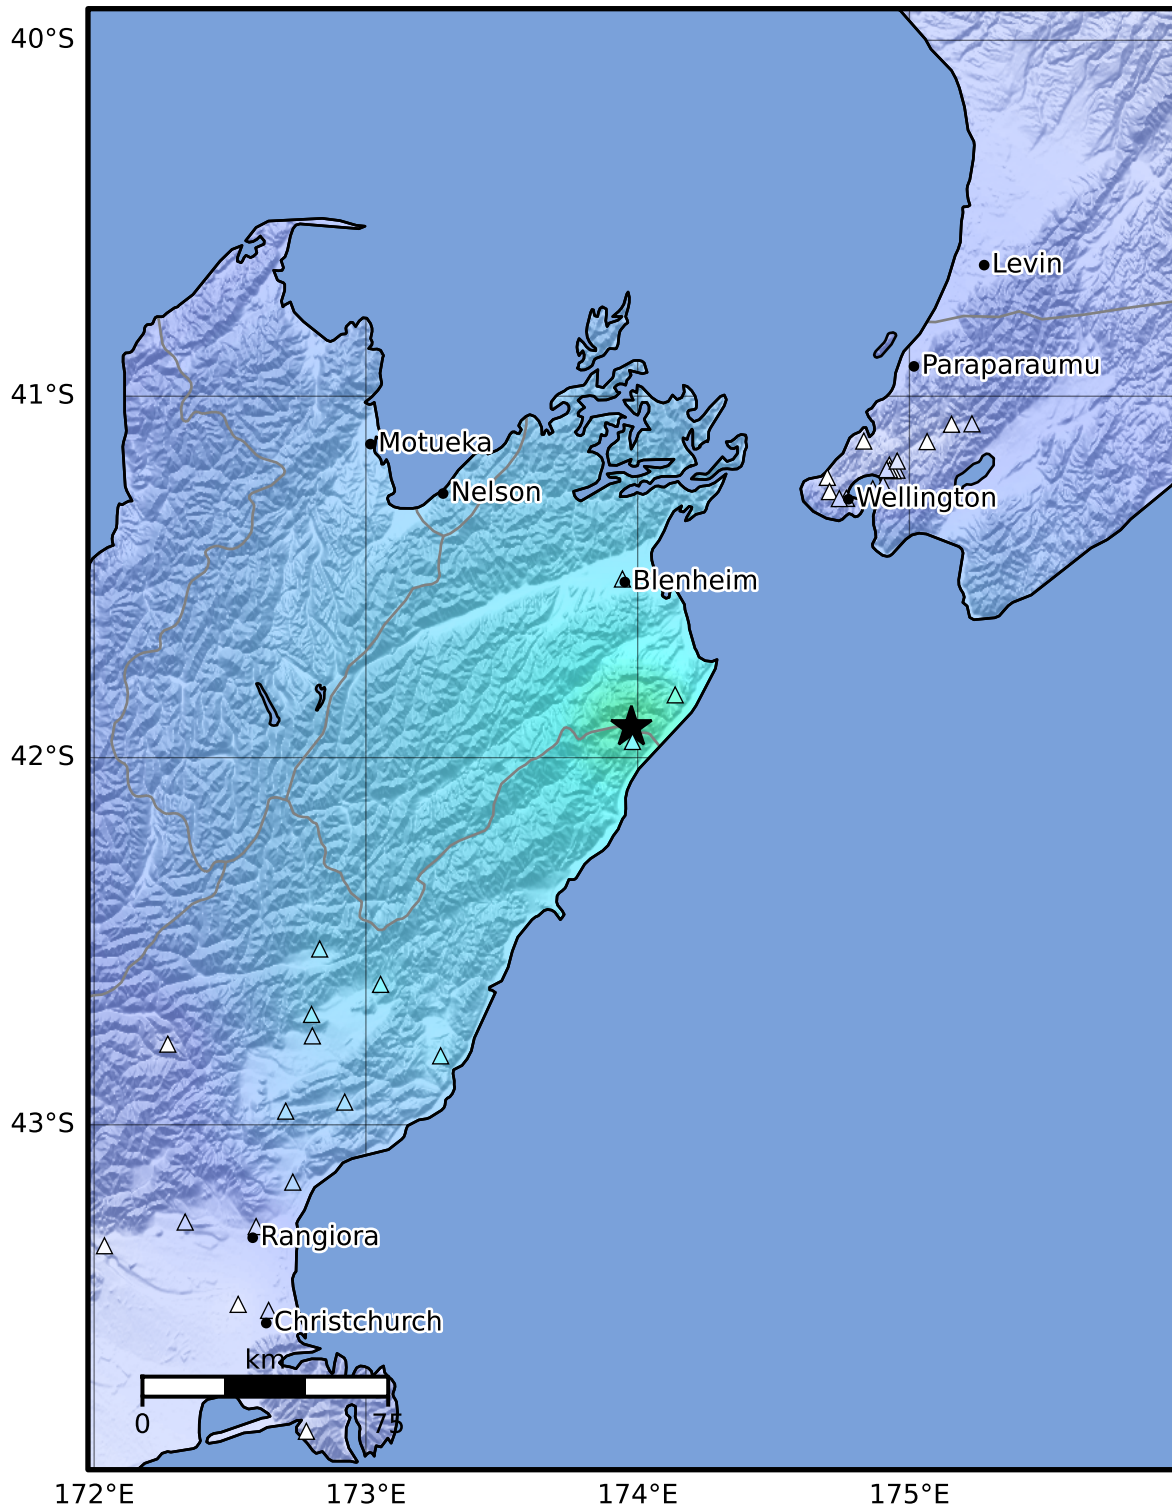 40°S
Levin
Paraparaumu
41°S
Motueka
Nelson
Wellington
Blenheim
42°S
43°S
Rangiora
Christchurch
km
0 75
172°E 173°E 174°E 175°E